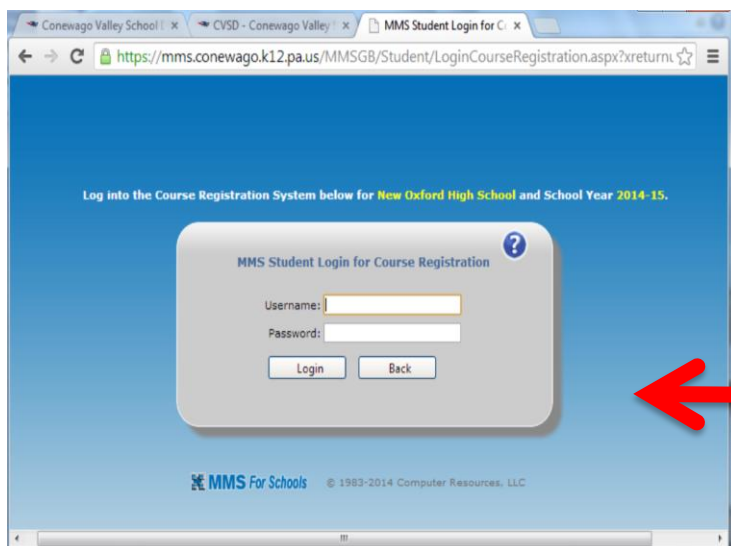 Conewago Valley School
CVSD - Conewago Valley
MMS Student Login for Co
https://mms.conewago.k12.pa.us/MMSGB/Student/LoginCourseRegistration.aspx?xreturnu
Log into the Course Registration System below for New Oxford High School and School Year 2014-15.
?
MMS Student Login for Course Registration
Username:
Password:
Login Back
MMS For Schools © 1983-2014 Computer Resources, LLC